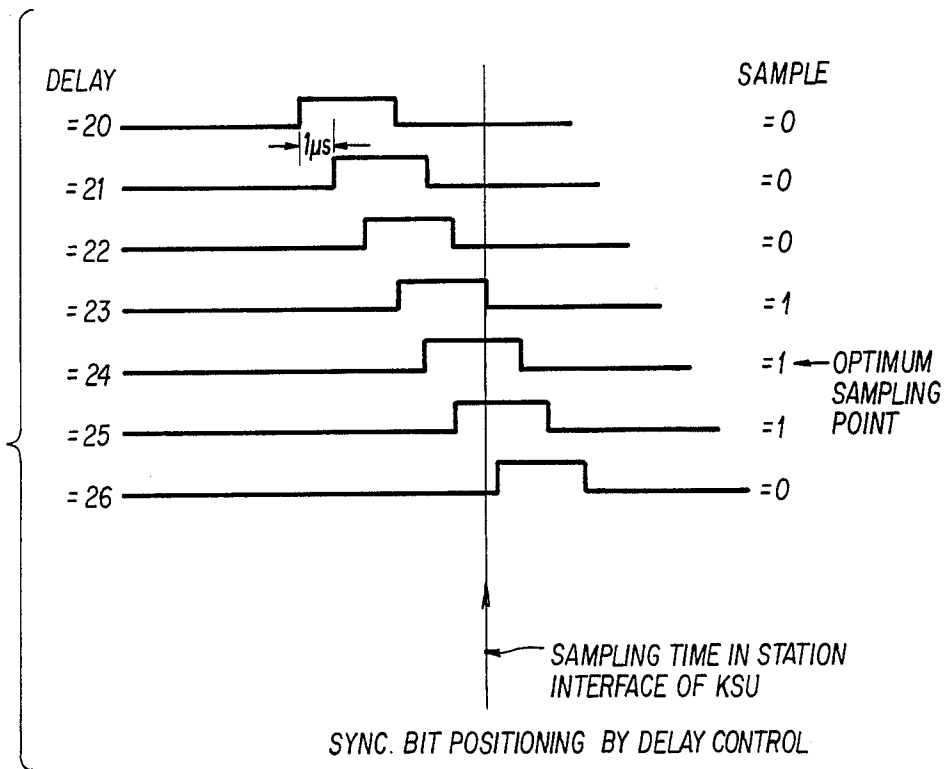 DELAY SAMPLE
=20 =0
1µs
=21 =0
=22 =0
=23 =1
=24 =1 OPTIMUM
SAMPLING
POINT
=25 =1
=26 =0
SAMPLING TIME IN STATION
INTERFACE OF KSU
SYNC. BIT POSITIONING BY DELAY CONTROL